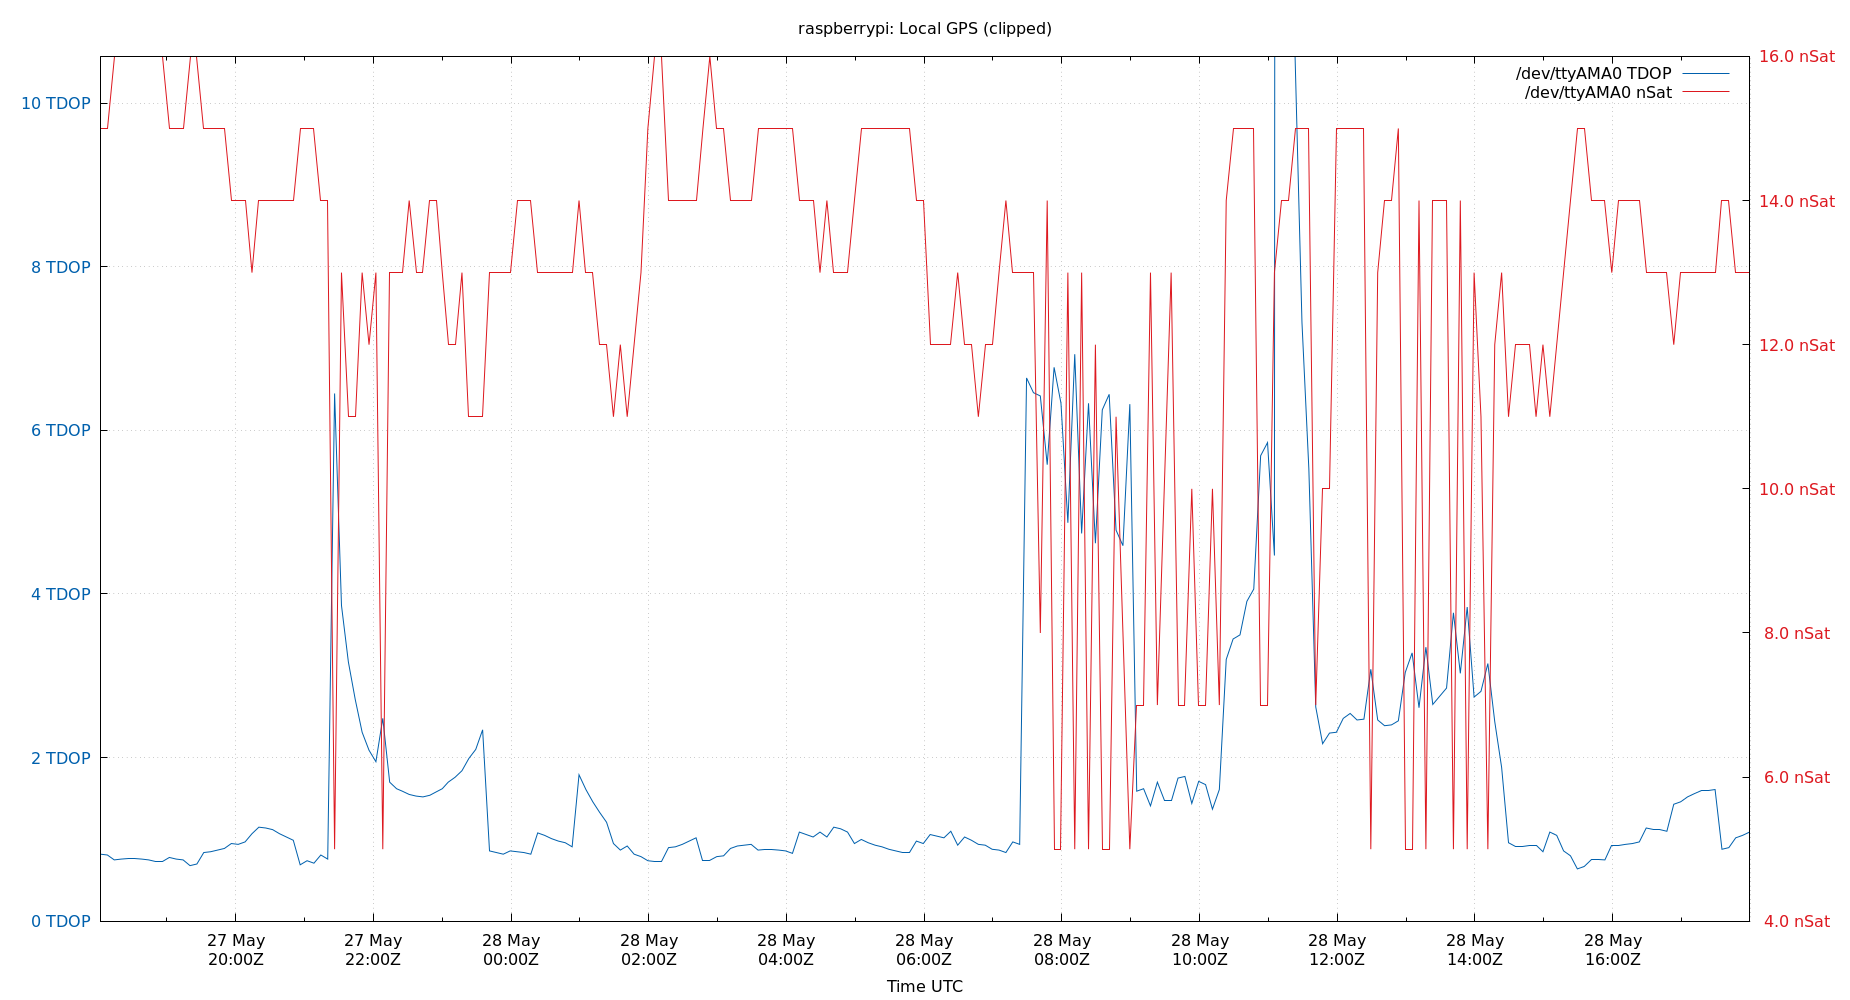 raspberrypi: Local GPS (clipped)
/dev/ttyAMA0 TDOP
/dev/ttyAMA0 nSat
10 TDOP
8 TDOP
6 TDOP
4 TDOP
2 TDOP
0 TDOP
16.0 nSat
14.0 nSat
12.0 nSat
10.0 nSat
8.0 nSat
6.0 nSat
4.0 nSat
27 May
20:00Z
27 May
22:00Z
28 May
00:00Z
28 May
02:00Z
28 May
04:00Z
28 May
06:00Z
28 May
08:00Z
28 May
10:00Z
28 May
12:00Z
28 May
14:00Z
28 May
16:00Z
Time UTC